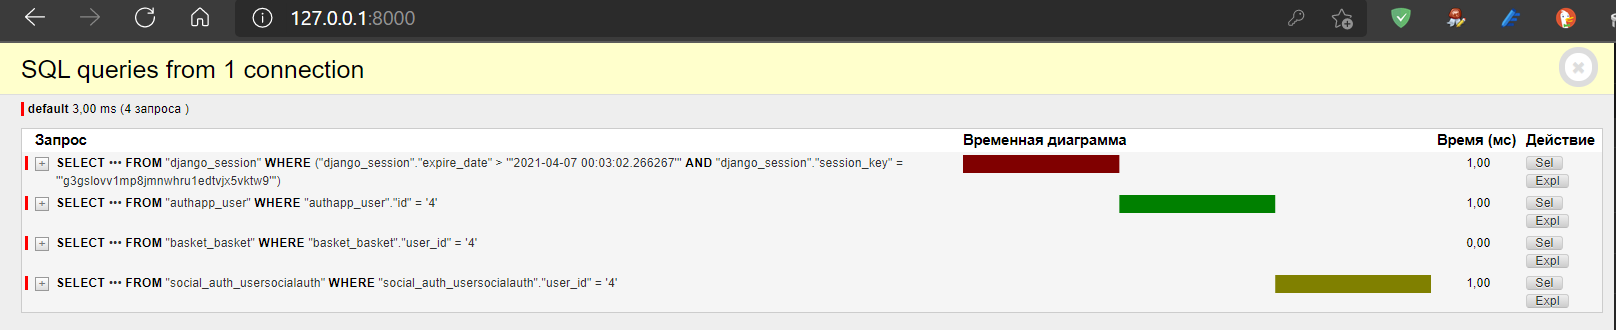 127.0.0.1:8000
SQL queries from 1 connection
default 3,00 ms (4 запроса )
Запрос Временная диаграмма Время (мс) Действие
+ SELECT ••• FROM "django_session" WHERE ("django_session"."expire_date" > '"2021-04-07 00:03:02.266267"' AND "django_session"."session_key" = 1,00 Sel
'"g3gslovv1mp8jmnwhru1edtvjx5vktw9"') Expl
+ SELECT ••• FROM "authapp_user" WHERE "authapp_user"."id" = '4' 1,00 Sel
Expl
+ SELECT ••• FROM "basket_basket" WHERE "basket_basket"."user_id" = '4' 0,00 Sel
Expl
+ SELECT ••• FROM "social_auth_usersocialauth" WHERE "social_auth_usersocialauth"."user_id" = '4' 1,00 Sel
Expl